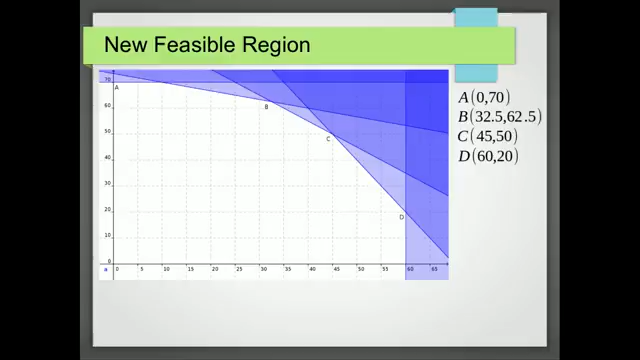 New Feasible Region
A(0,70)
B(32.5,62.5)
C(45,50)
D(60,20)
70
A
60
B
50
C
40
30
20
D
10
0
a
0 5 10 15 20 25 30 35 40 45 50 55 60 65